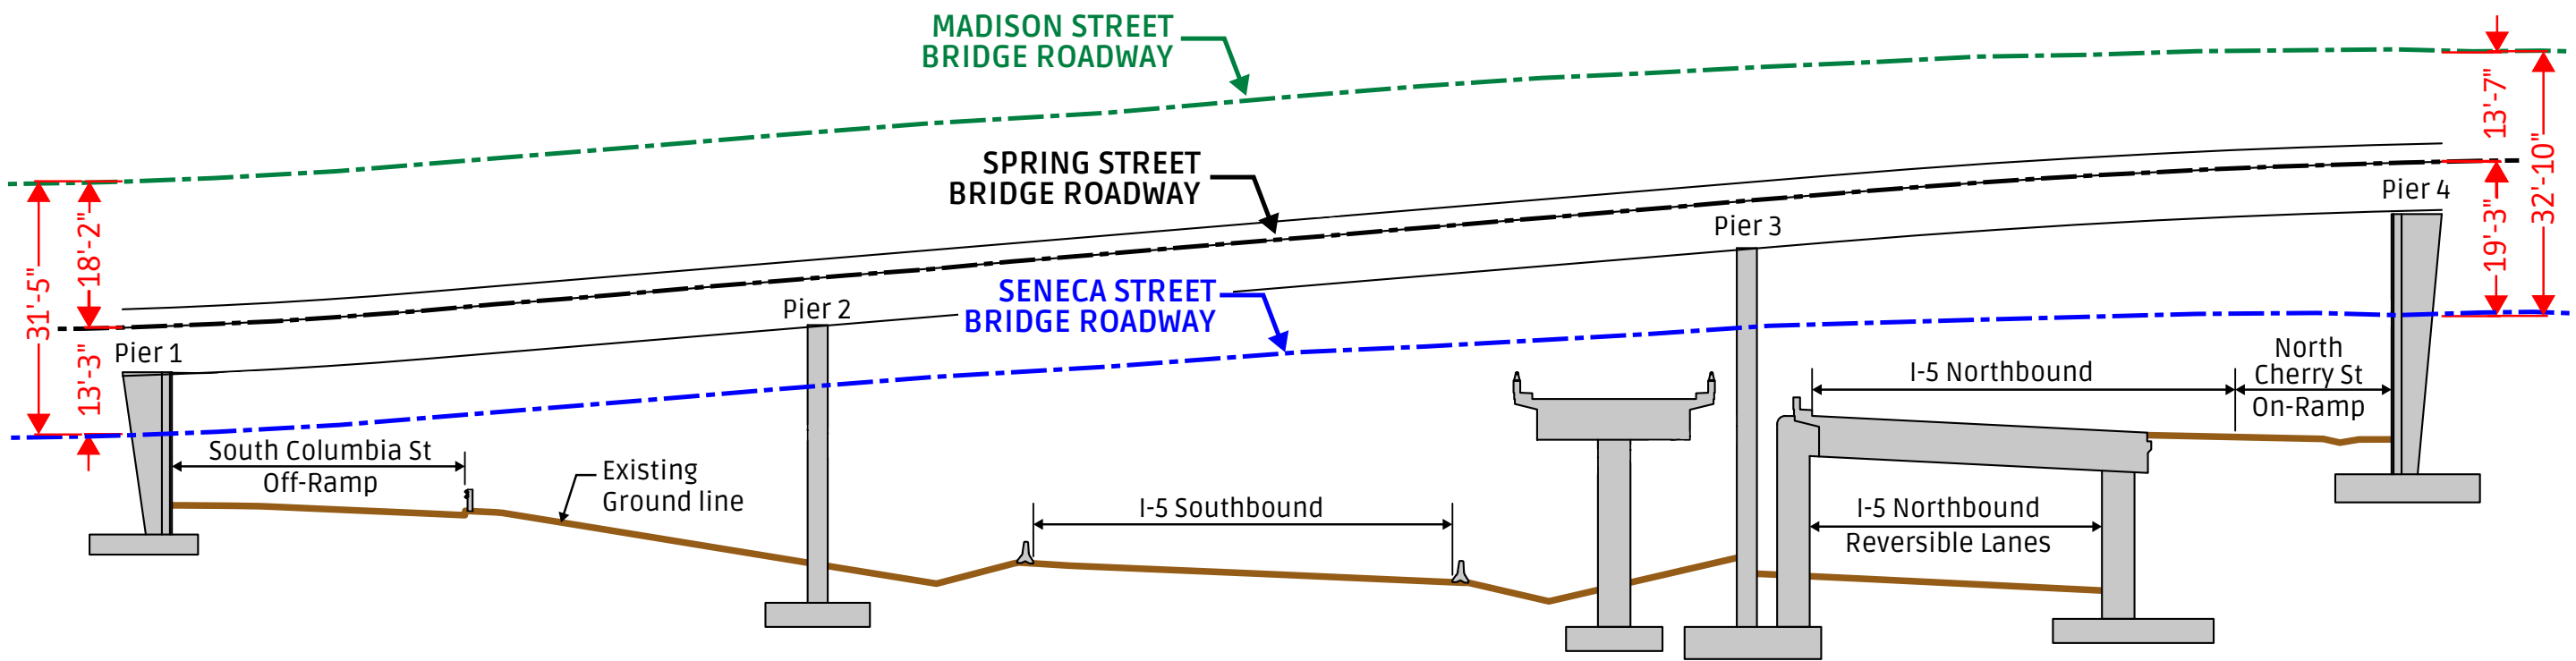 MADISON STREET
BRIDGE ROADWAY
SPRING STREET
BRIDGE ROADWAY
SENECA STREET
BRIDGE ROADWAY
31'-5"
18'-2"
13'-3"
13'-7"
19'-3"
32'-10"
Pier 1
Pier 2
Pier 3
Pier 4
South Columbia St
Off-Ramp
Existing
Ground line
I-5 Southbound
I-5 Northbound
North
Cherry St
On-Ramp
I-5 Northbound
Reversible Lanes